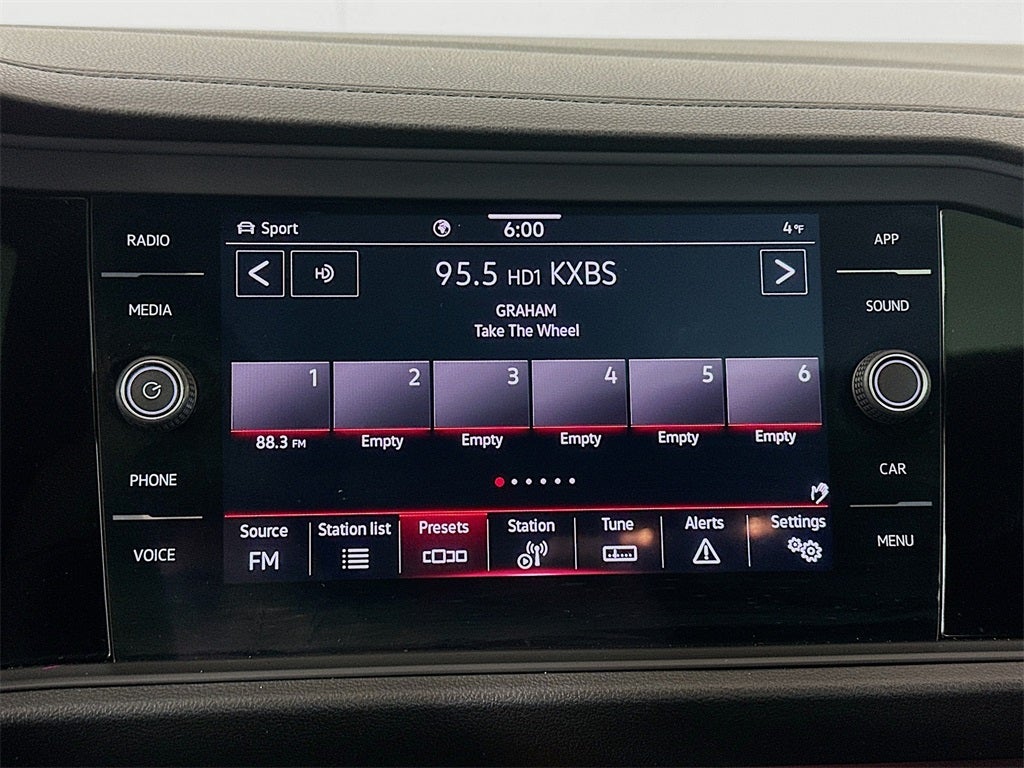 RADIO
MEDIA
PHONE
VOICE
Sport 6:00 4°F
< HD 95.5 HD1 KXBS >
GRAHAM
Take The Wheel
1 2 3 4 5 6
88.3 FM Empty Empty Empty Empty Empty
Source Station list Presets Station Tune Alerts Settings
FM
APP
SOUND
CAR
MENU